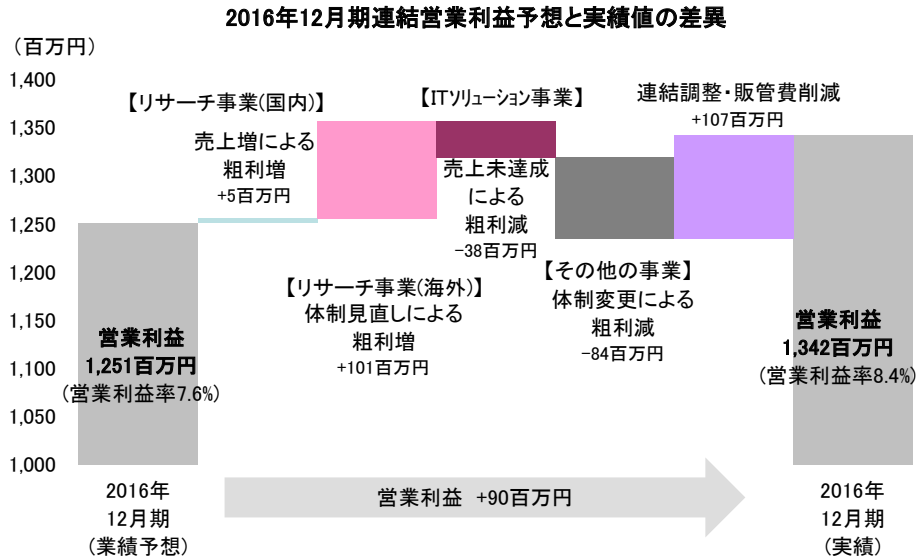 2016年12月期連結営業利益予想と実績値の差異
（百万円）
1,400
1,350
1,300
1,250
1,200
1,150
1,100
1,050
1,000
【リサーチ事業(国内)】
売上増による
粗利増
+5百万円
【リサーチ事業(海外)】
体制見直しによる
粗利増
+101百万円
【ITソリューション事業】
売上未達成
による
粗利減
-38百万円
【その他の事業】
体制変更による
粗利減
-84百万円
連結調整・販管費削減
+107百万円
営業利益
1,251百万円
(営業利益率7.6%)
営業利益
1,342百万円
(営業利益率8.4%)
2016年
12月期
(業績予想)
営業利益 +90百万円
2016年
12月期
(実績)